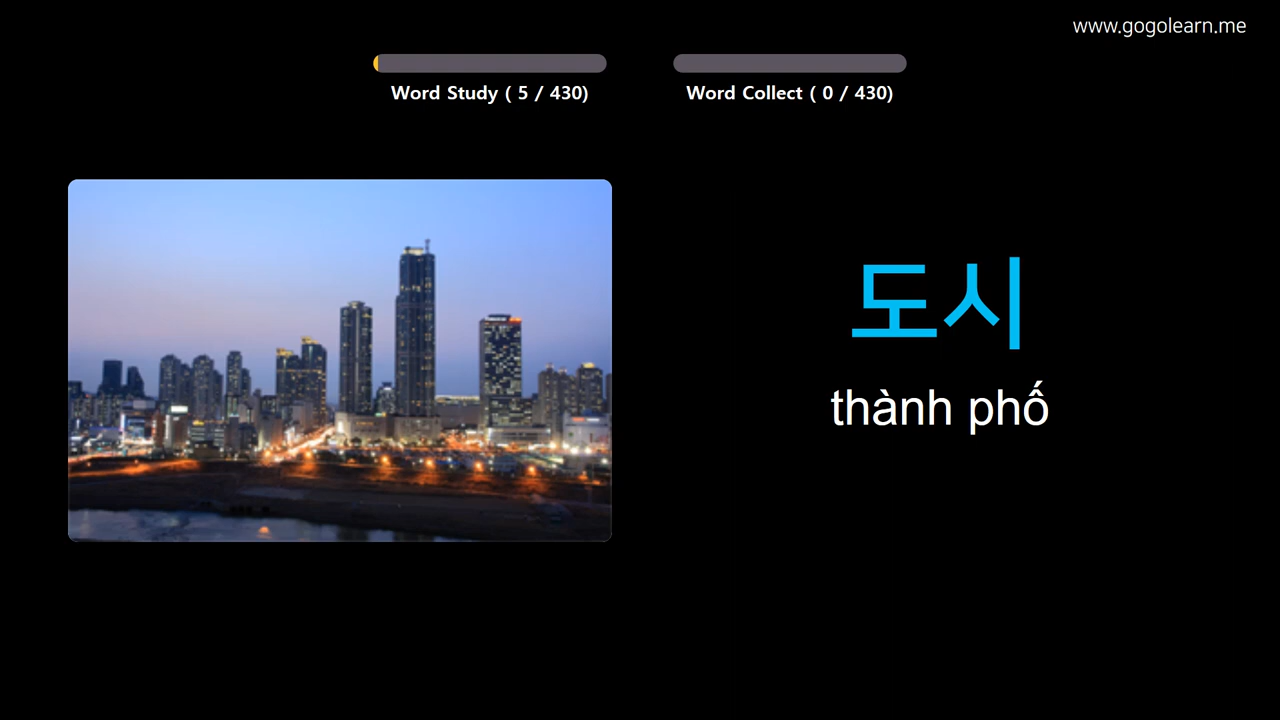 www.gogolearn.me
Word Study ( 5 / 430)
Word Collect ( 0 / 430)
도시
thành phố